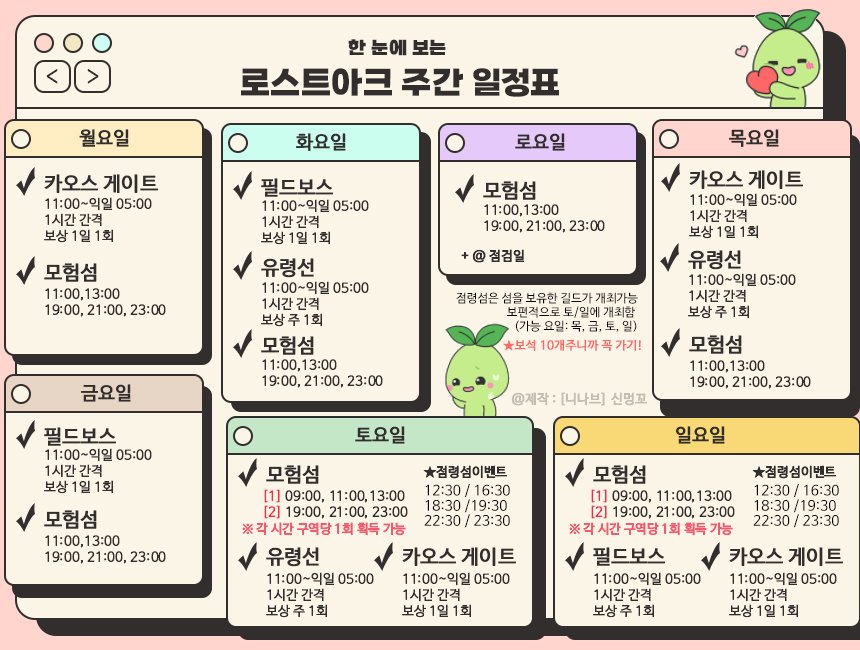 한 눈에 보는
로스트아크 주간 일정표
< >
월요일
카오스 게이트
11:00~익일 05:00
1시간 간격
보상 1일 1회
모험섬
11:00,13:00
19:00, 21:00, 23:00
화요일
필드보스
11:00~익일 05:00
1시간 간격
보상 1일 1회
유령선
11:00~익일 05:00
1시간 간격
보상 주 1회
모험섬
11:00,13:00
19:00, 21:00, 23:00
로요일
모험섬
11:00,13:00
19:00, 21:00, 23:00
+ @ 점검일
점령섬은 섬을 보유한 길드가 개최가능
보편적으로 토/일에 개최함
(가능 요일: 목, 금, 토, 일)
★보석 10개주니까 꼭 가기!
@제작 : [니나브] 신멍꼬
목요일
카오스 게이트
11:00~익일 05:00
1시간 간격
보상 1일 1회
유령선
11:00~익일 05:00
1시간 간격
보상 주 1회
모험섬
11:00,13:00
19:00, 21:00, 23:00
금요일
필드보스
11:00~익일 05:00
1시간 간격
보상 1일 1회
모험섬
11:00,13:00
19:00, 21:00, 23:00
토요일
모험섬
[1] 09:00, 11:00,13:00
[2] 19:00, 21:00, 23:00
※ 각 시간 구역당 1회 획득 가능
★점령섬이벤트
12:30 / 16:30
18:30 /19:30
22:30 / 23:30
유령선
11:00~익일 05:00
1시간 간격
보상 주 1회
카오스 게이트
11:00~익일 05:00
1시간 간격
보상 1일 1회
일요일
모험섬
[1] 09:00, 11:00,13:00
[2] 19:00, 21:00, 23:00
※ 각 시간 구역당 1회 획득 가능
★점령섬이벤트
12:30 / 16:30
18:30 /19:30
22:30 / 23:30
필드보스
11:00~익일 05:00
1시간 간격
보상 1일 1회
카오스 게이트
11:00~익일 05:00
1시간 간격
보상 1일 1회